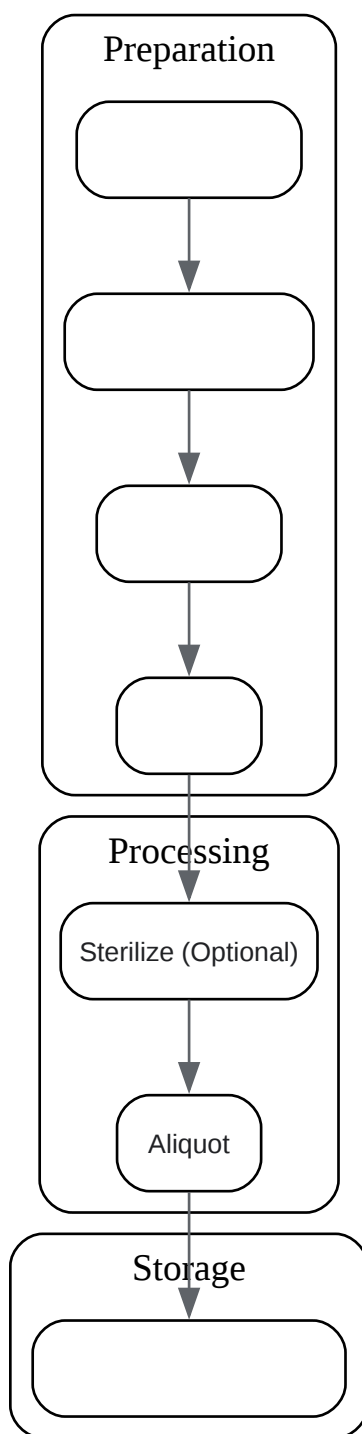 Preparation
Processing
Sterilize (Optional)
Aliquot
Storage